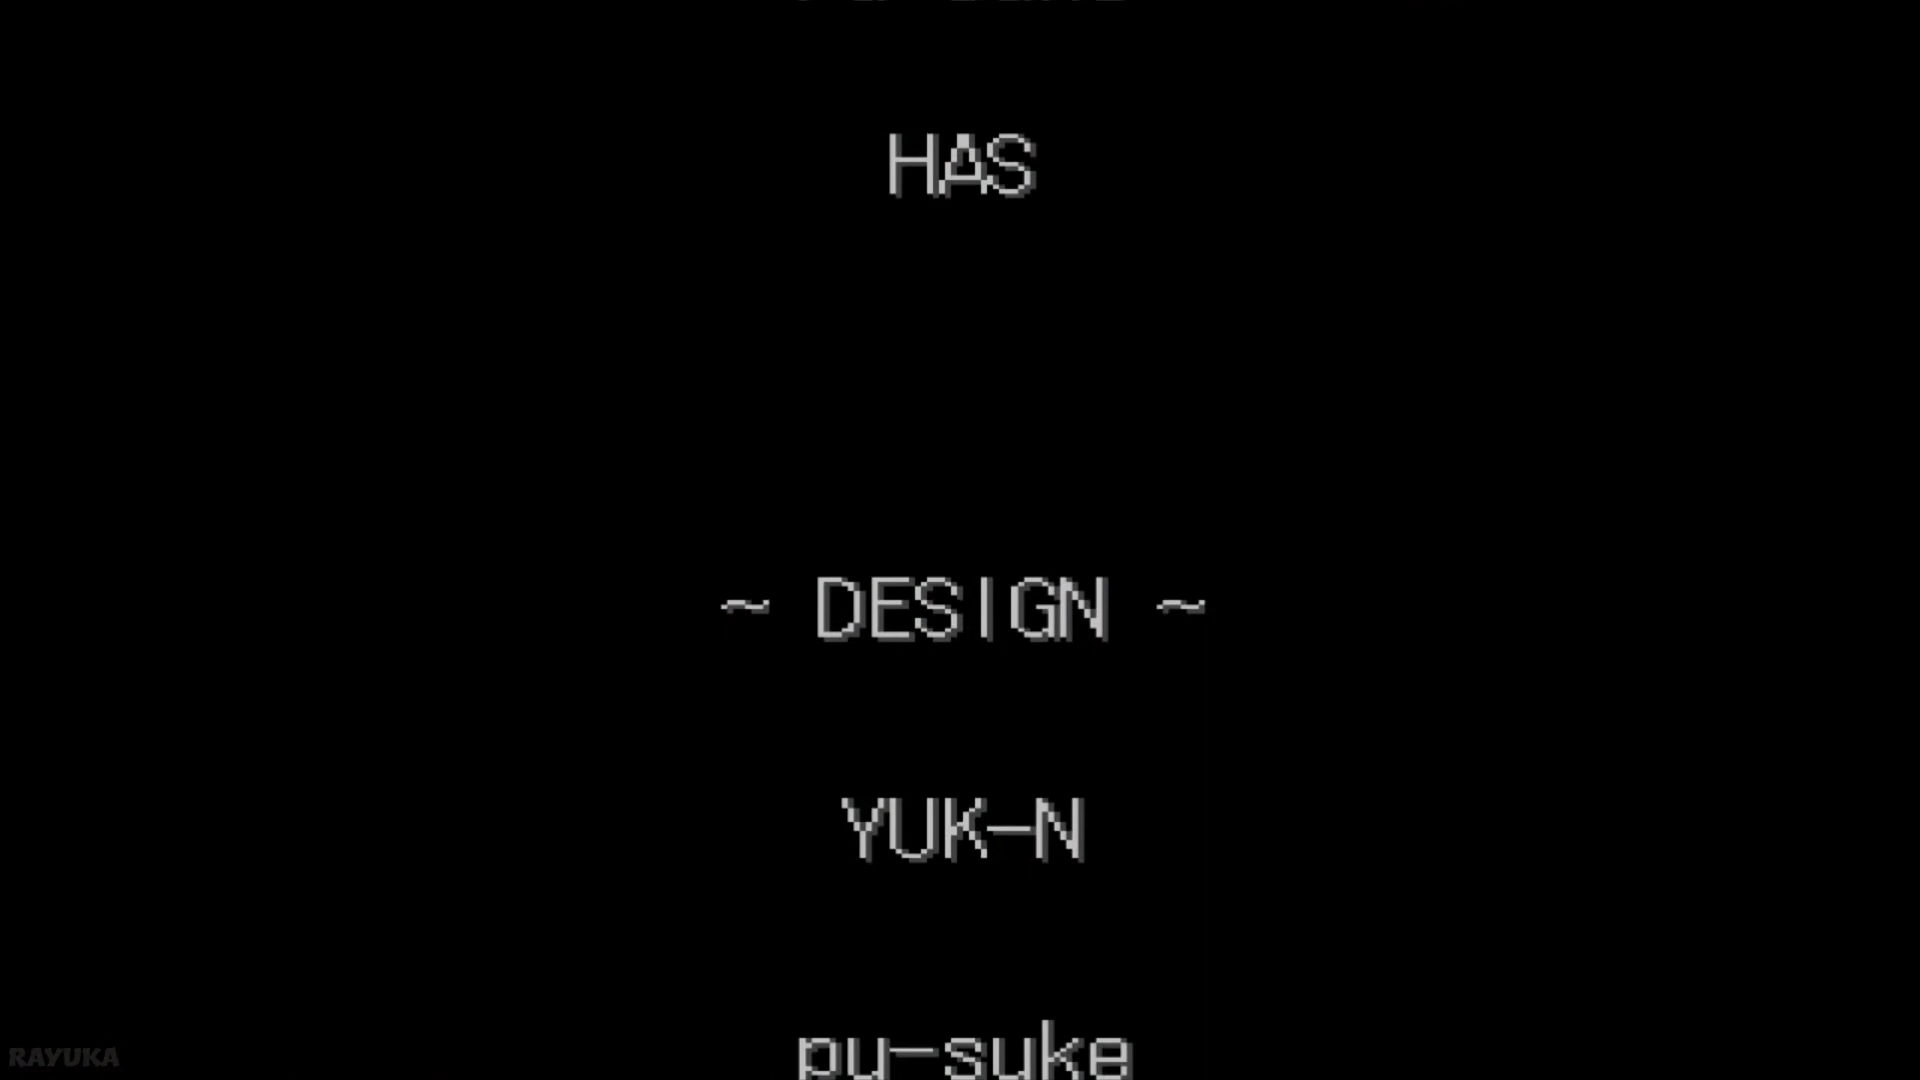 HAS
~ DESIGN ~
YUK-N
pu-suke
RAYUKA